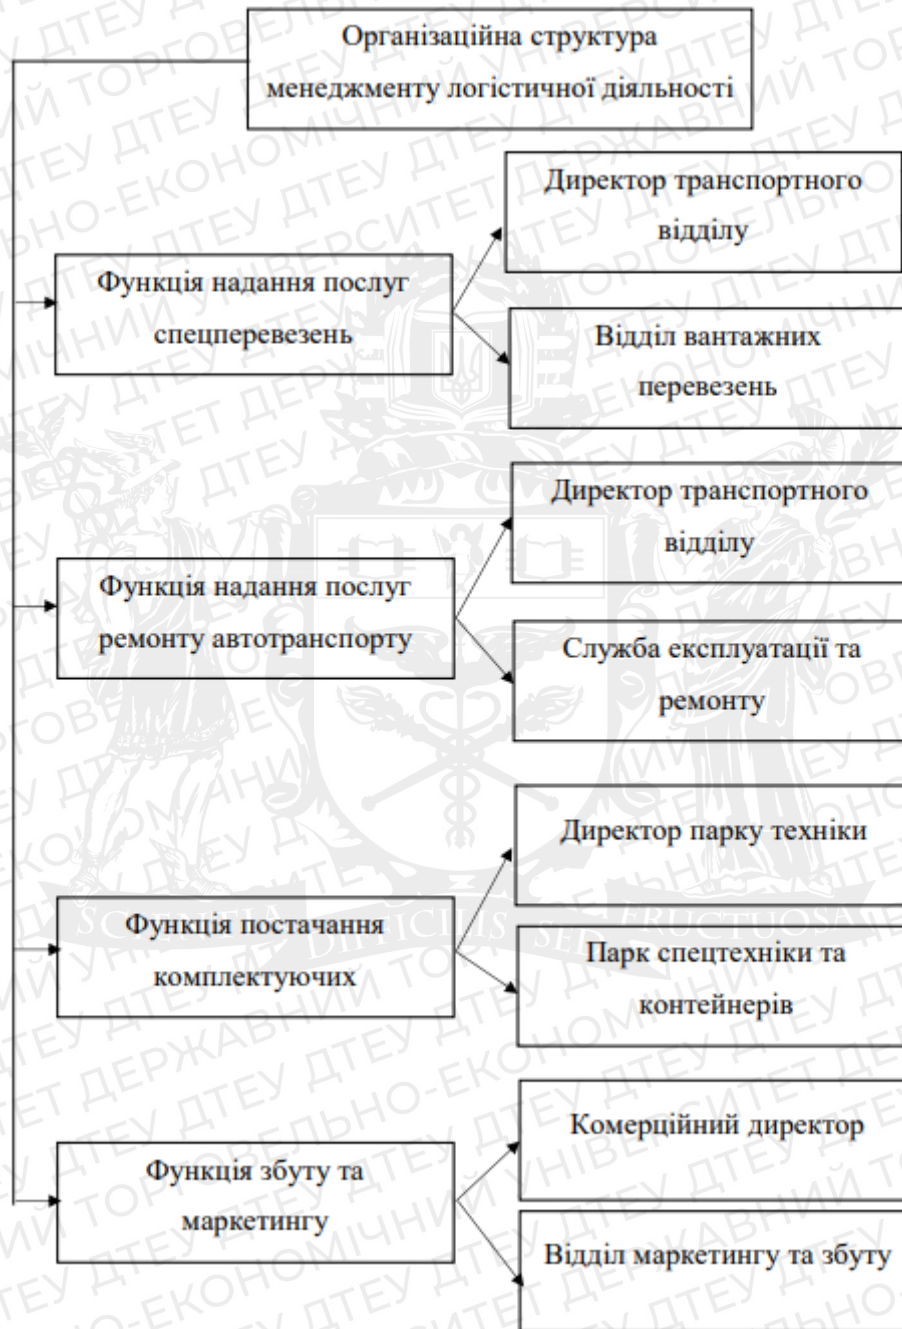 Організаційна структура
менеджменту логістичної діяльності
Директор транспортного
відділу
Функція надання послуг
спецперевезень
Відділ вантажних
перевезень
Директор транспортного
відділу
Функція надання послуг
ремонту автотранспорту
Служба експлуатації та
ремонту
Директор парку техніки
Функція постачання
комплектуючих
Парк спецтехніки та
контейнерів
Комерційний директор
Функція збуту та
маркетингу
Відділ маркетингу та збуту